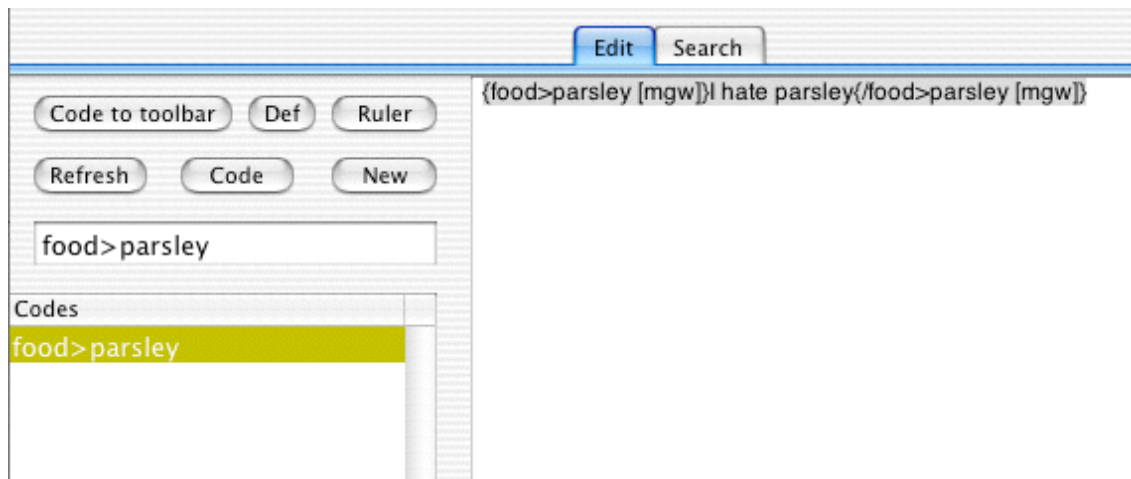 Edit Search
{food>parsley [mgw]}I hate parsley{/food>parsley [mgw]}
Code to toolbar Def Ruler
Refresh Code New
food>parsley
Codes
food>parsley